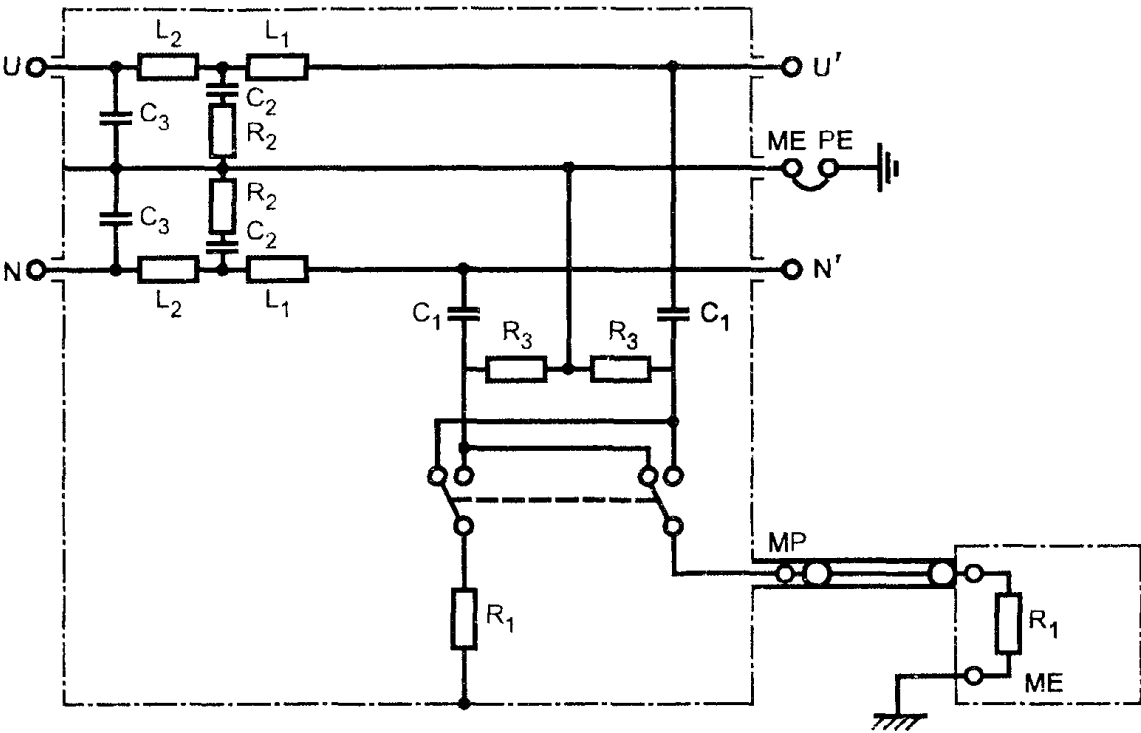 L2 L1
U U'
C2
C3
R2
ME PE
R2
C3
C2
N N'
L2 L1
C1 C1
R3 R3
MP
R1 R1
ME